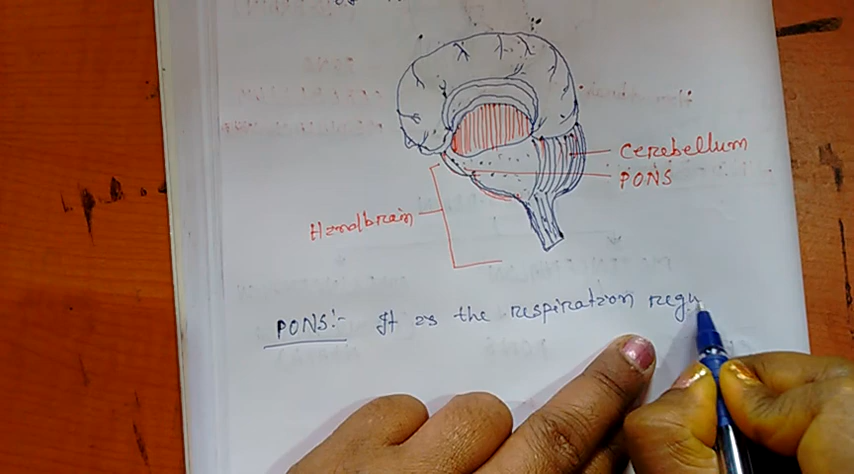 Cerebellum
PONS
Hindbrain
PONS:- It is the respiration regu